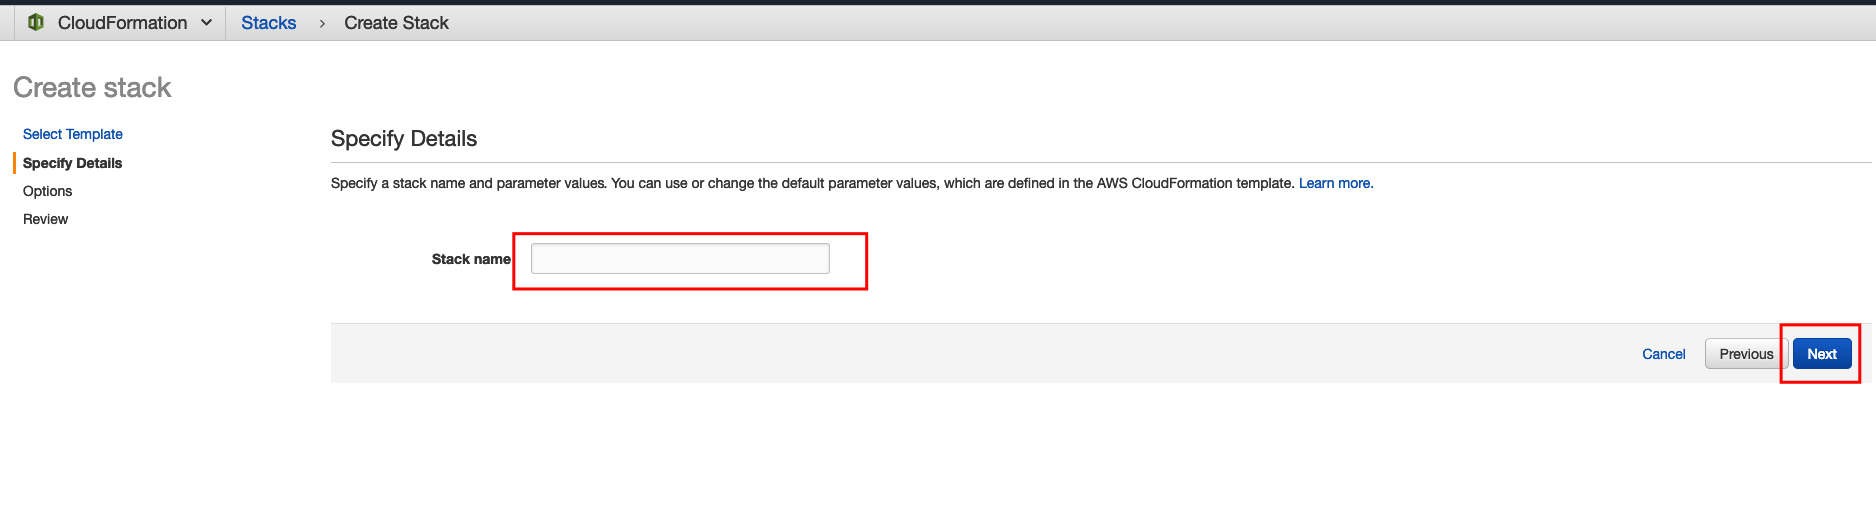 CloudFormation Stacks › Create Stack
Create stack
Select Template
Specify Details
Options
Review
Specify Details
Specify a stack name and parameter values. You can use or change the default parameter values, which are defined in the AWS CloudFormation template. Learn more.
Stack name
Cancel Previous Next